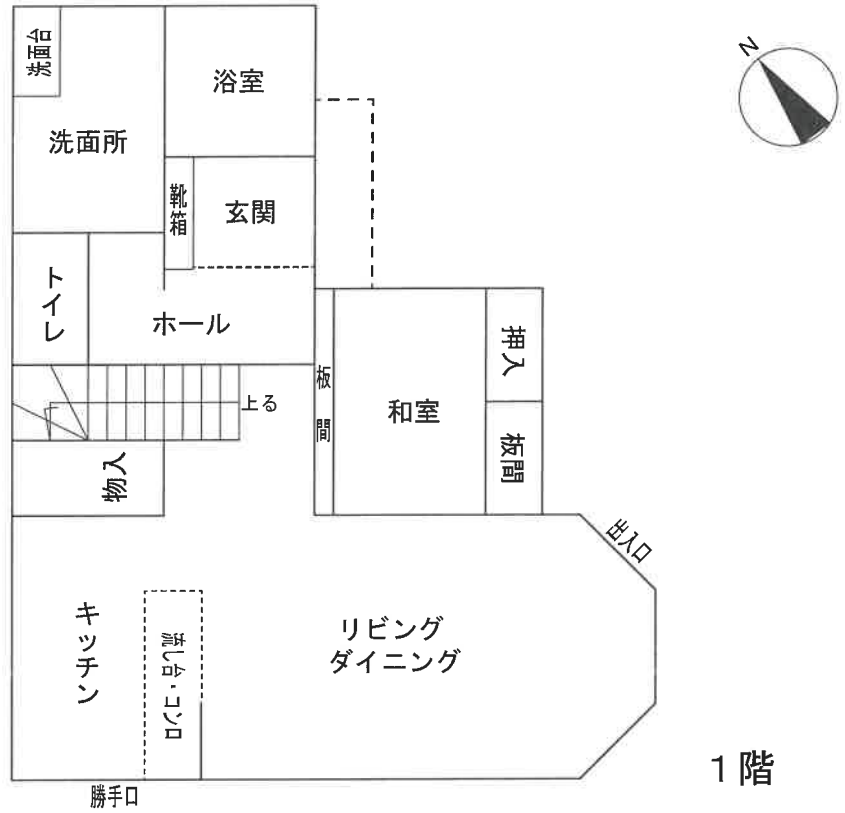 洗面台
浴室
N
洗面所
靴箱
玄関
トイレ
ホール
板間
和室
押入
上る
板間
物入
出入口
キッチン
流し台・コンロ
リビング
ダイニング
1階
勝手口